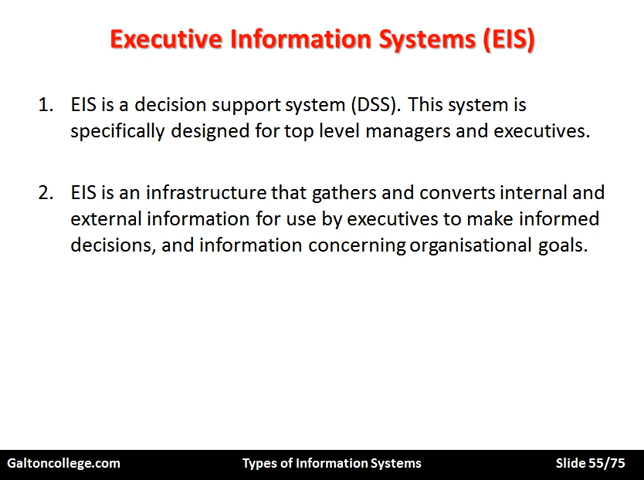 Executive Information Systems (EIS)
1. EIS is a decision support system (DSS). This system is
specifically designed for top level managers and executives.
2. EIS is an infrastructure that gathers and converts internal and
external information for use by executives to make informed
decisions, and information concerning organisational goals.
Galtoncollege.com Types of Information Systems Slide 55/75